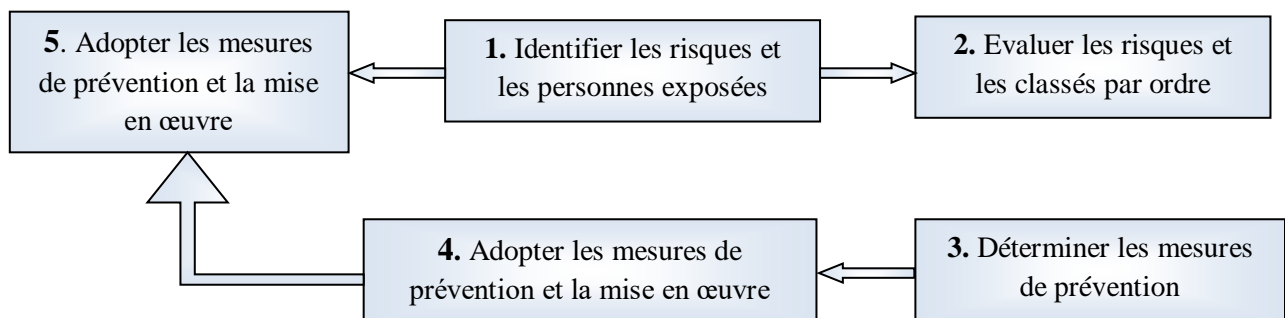 5. Adopter les mesures
de prévention et la mise
en œuvre
1. Identifier les risques et
les personnes exposées
2. Evaluer les risques et
les classés par ordre
4. Adopter les mesures de
prévention et la mise en œuvre
3. Déterminer les mesures
de prévention